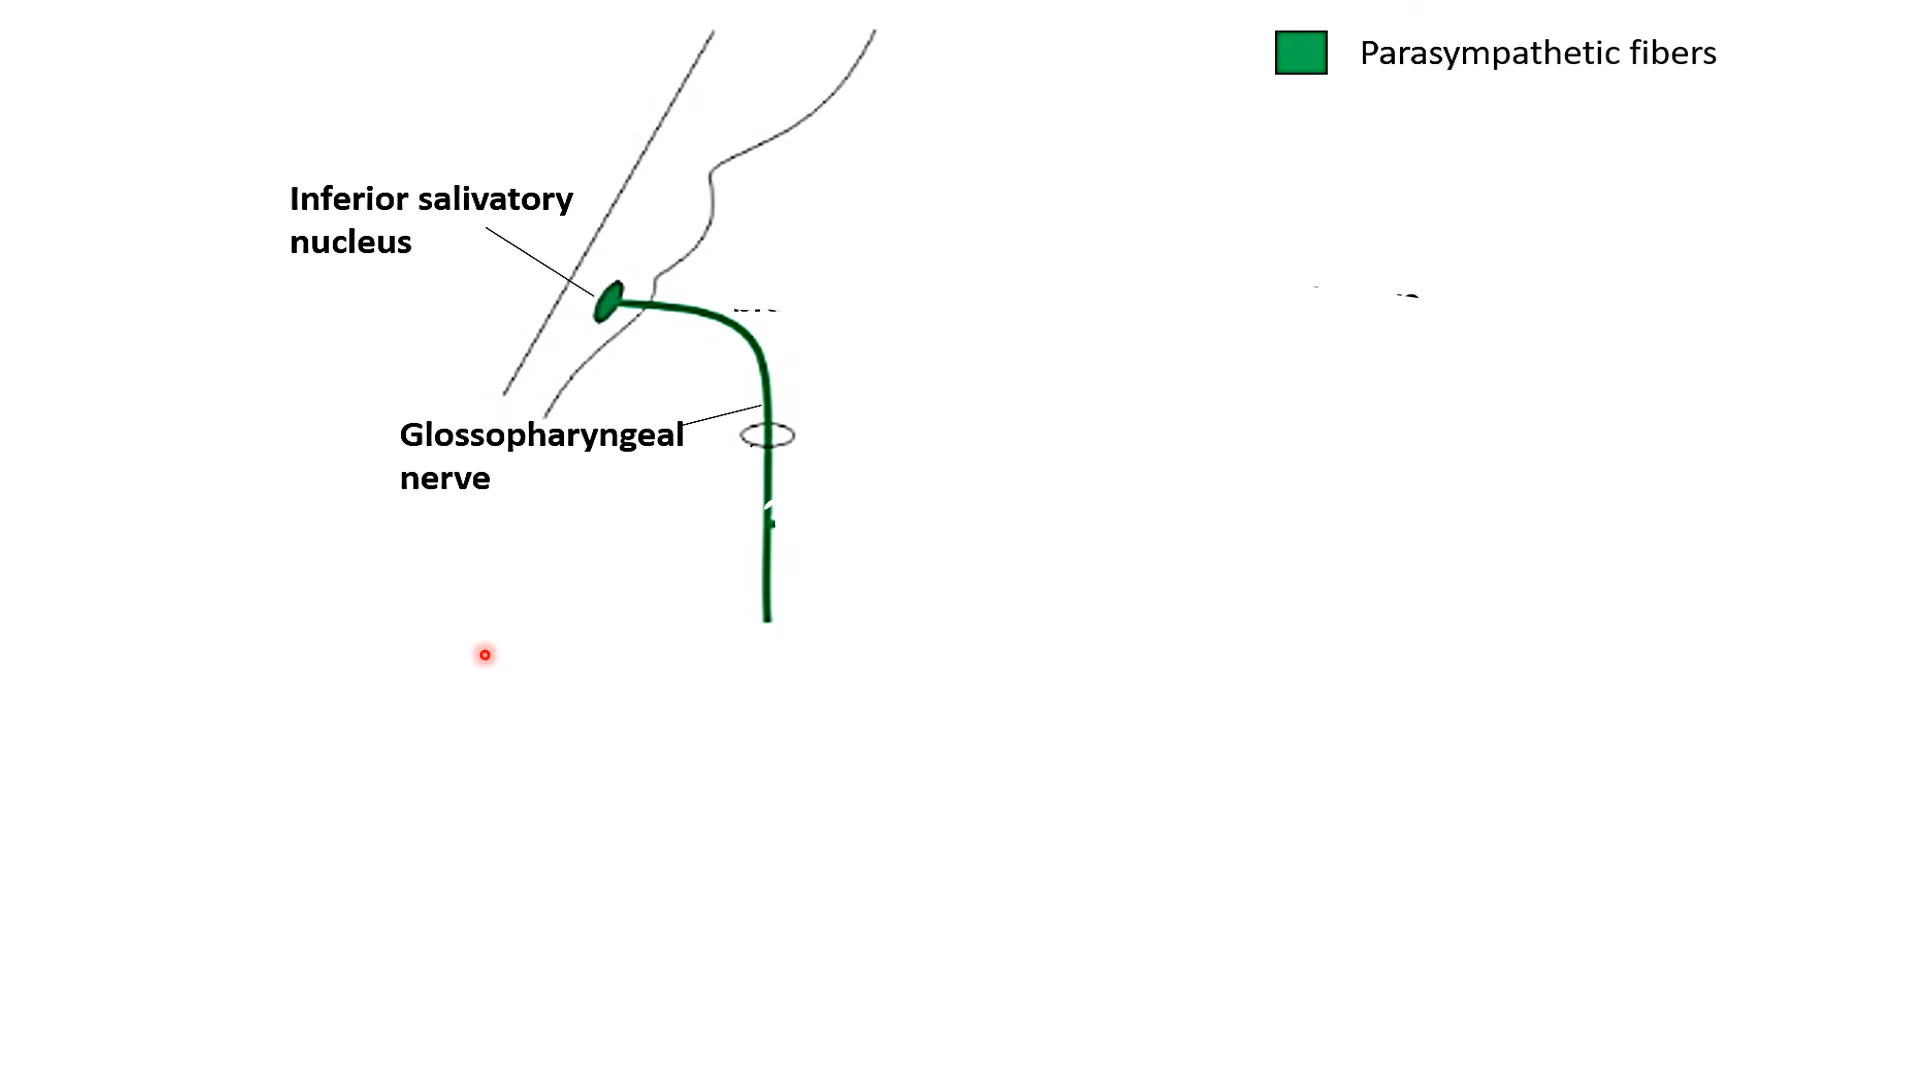 Parasympathetic fibers
Inferior salivatory
nucleus
Glossopharyngeal
nerve